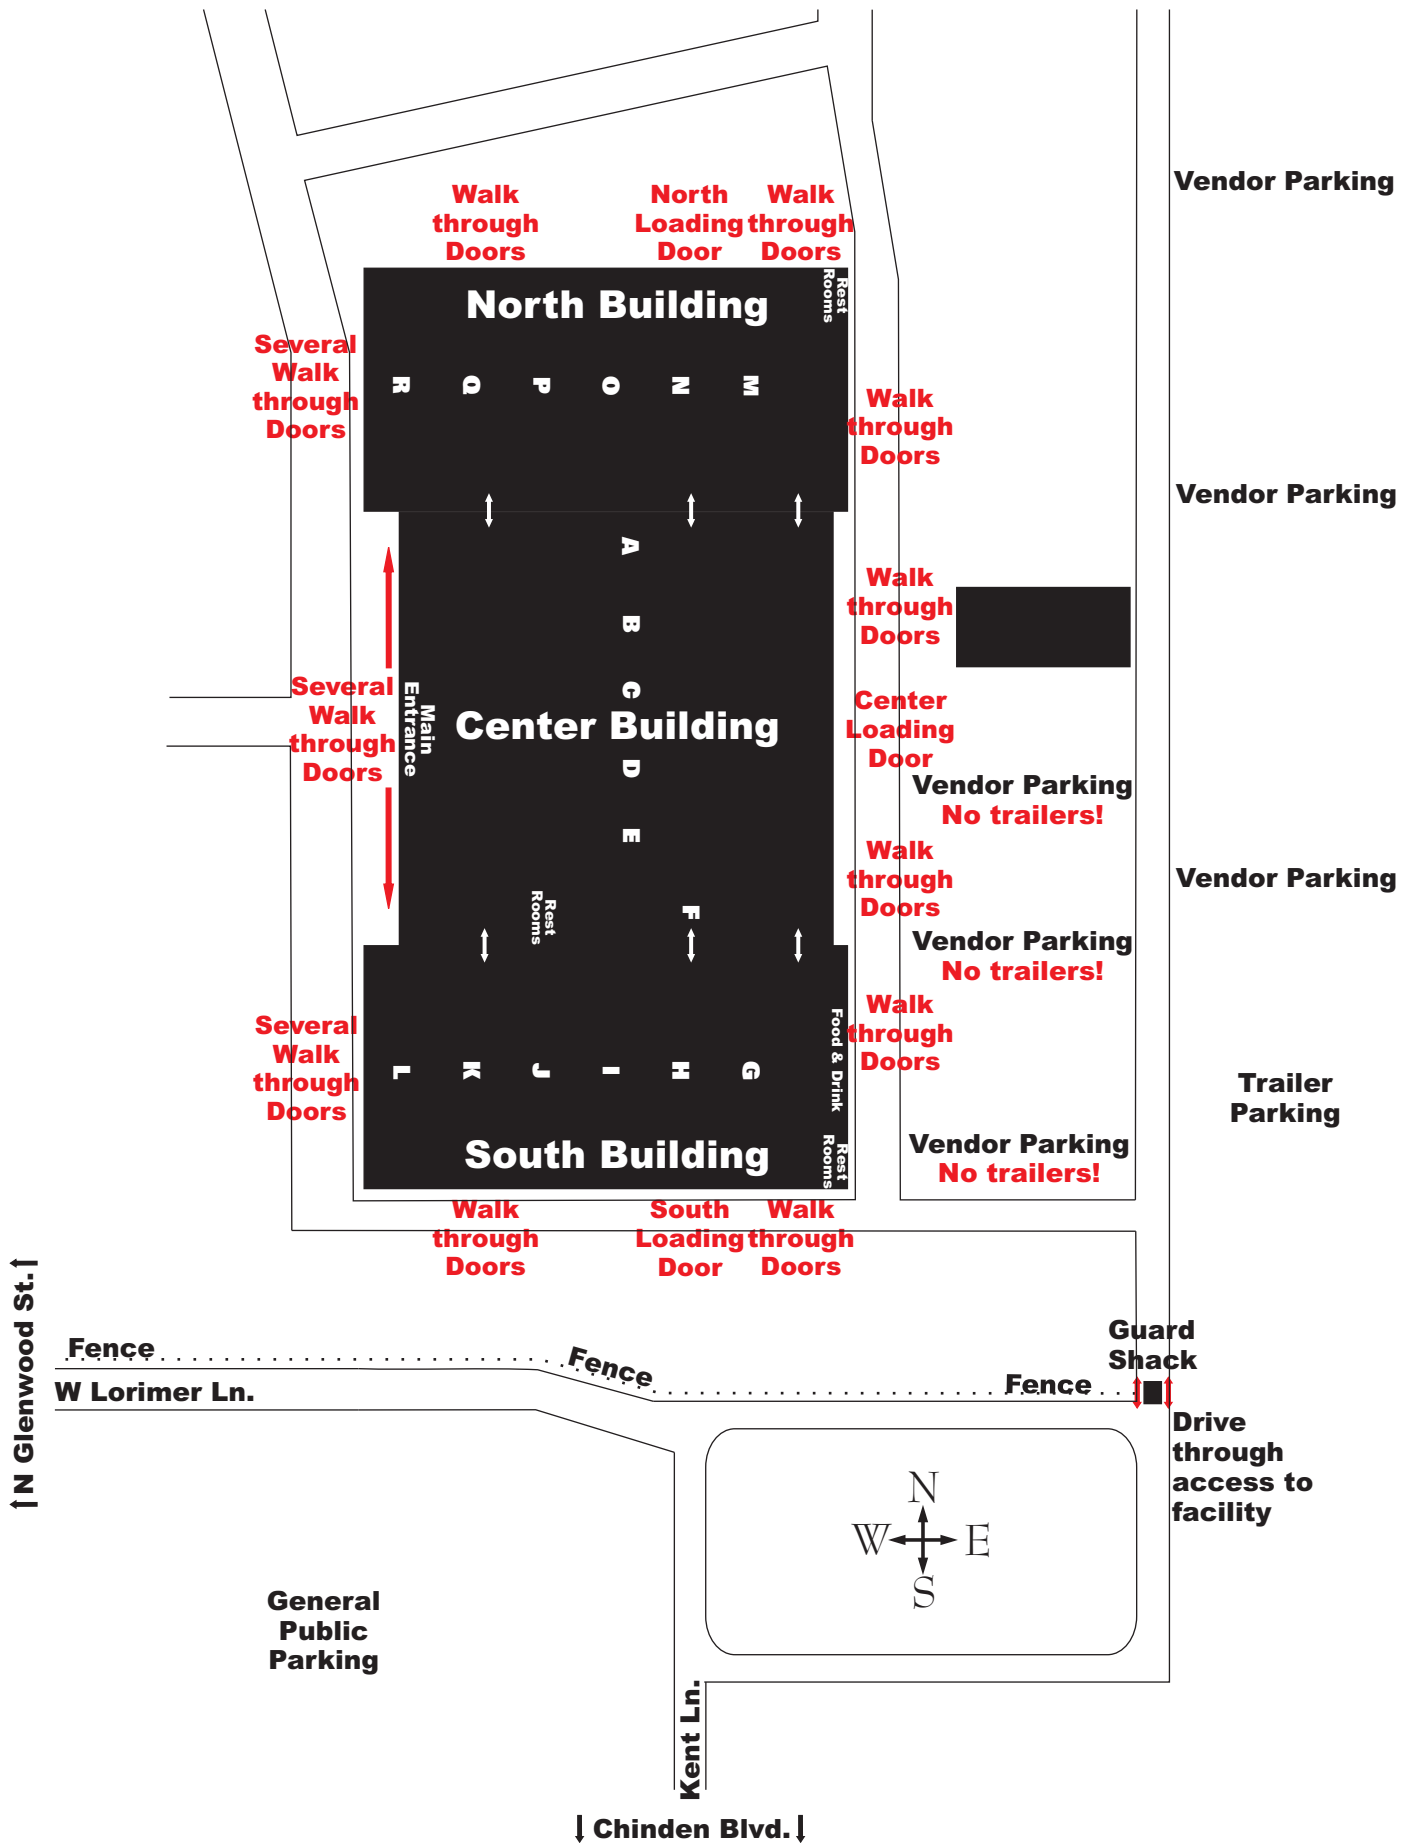 Vendor Parking
Walk
through
Doors
North
Loading
Door
Walk
through
Doors
North Building
Rest
Rooms
Several
Walk
through
Doors
R Q P O N M
Walk
through
Doors
Vendor Parking
A
B
C
D
E
F
Walk
through
Doors
Several
Walk
through
Doors
Main
Entrance
Center Building
Center
Loading
Door
Vendor Parking
No trailers!
Walk
through
Doors
Vendor Parking
Rest
Rooms
Vendor Parking
No trailers!
Several
Walk
through
Doors
L K J I H G
Food & Drink
Walk
through
Doors
Trailer
Parking
South Building
Rest
Rooms
Vendor Parking
No trailers!
Walk
through
Doors
South
Loading
Door
Walk
through
Doors
N Glenwood St.
Fence
Fence
Fence
Guard
Shack
W Lorimer Ln.
Drive
through
access to
facility
N
W E
S
General
Public
Parking
Kent Ln.
Chinden Blvd.